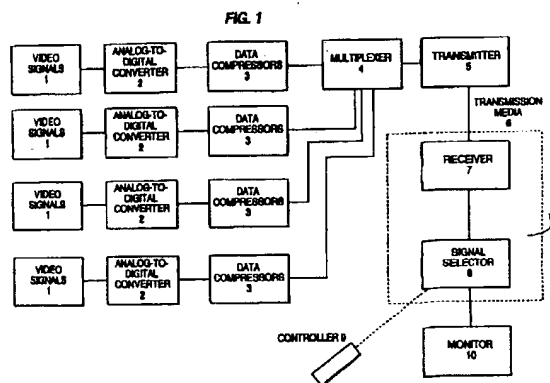 FIG. 1
VIDEO
SIGNALS
1
ANALOG-TO-
DIGITAL
CONVERTER
2
DATA
COMPRESSORS
3
MULTIPLEXER
4
TRANSMITTER
5
VIDEO
SIGNALS
1
ANALOG-TO-
DIGITAL
CONVERTER
2
DATA
COMPRESSORS
3
TRANSMISSION
MEDIA
6
VIDEO
SIGNALS
1
ANALOG-TO-
DIGITAL
CONVERTER
2
DATA
COMPRESSORS
3
RECEIVER
7
VIDEO
SIGNALS
1
ANALOG-TO-
DIGITAL
CONVERTER
2
DATA
COMPRESSORS
3
SIGNAL
SELECTOR
8
CONTROLLER 9
MONITOR
10